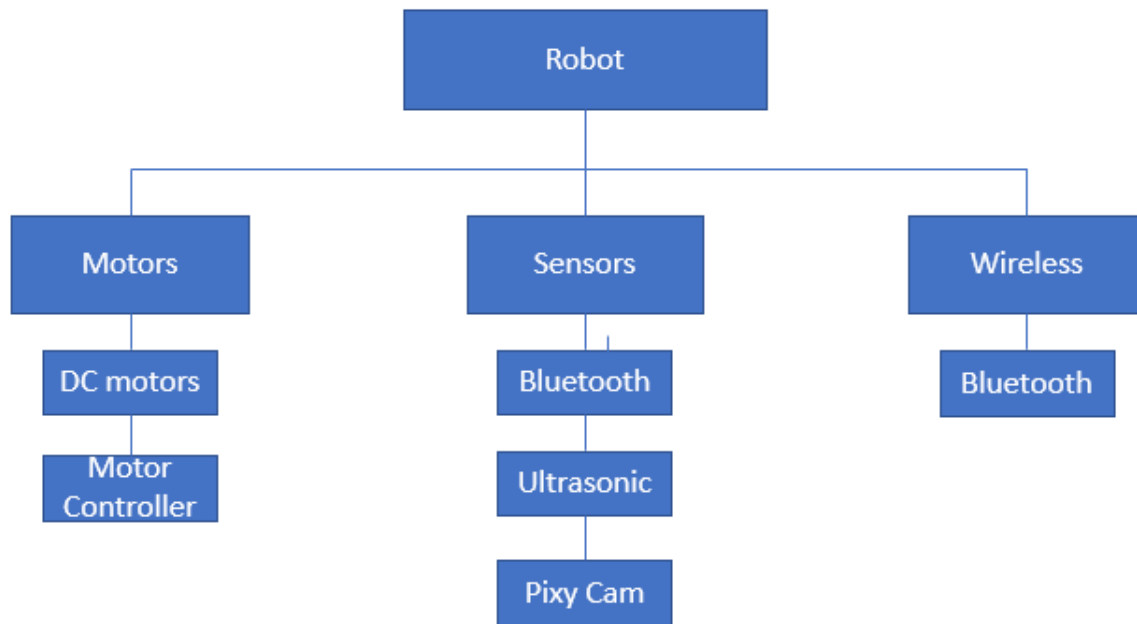 Robot
Motors
Sensors
Wireless
DC motors
Bluetooth
Bluetooth
Motor
Controller
Ultrasonic
Pixy Cam